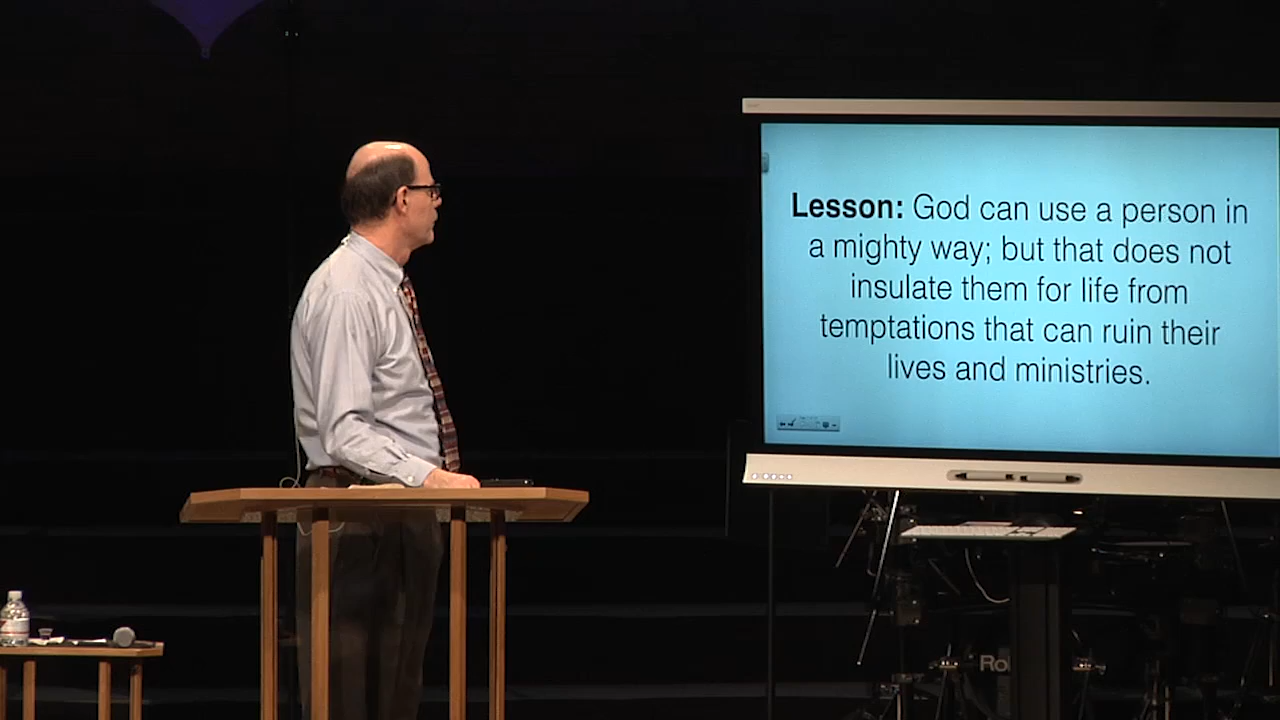 Lesson: God can use a person in
a mighty way; but that does not
insulate them for life from
temptations that can ruin their
lives and ministries.
Ro